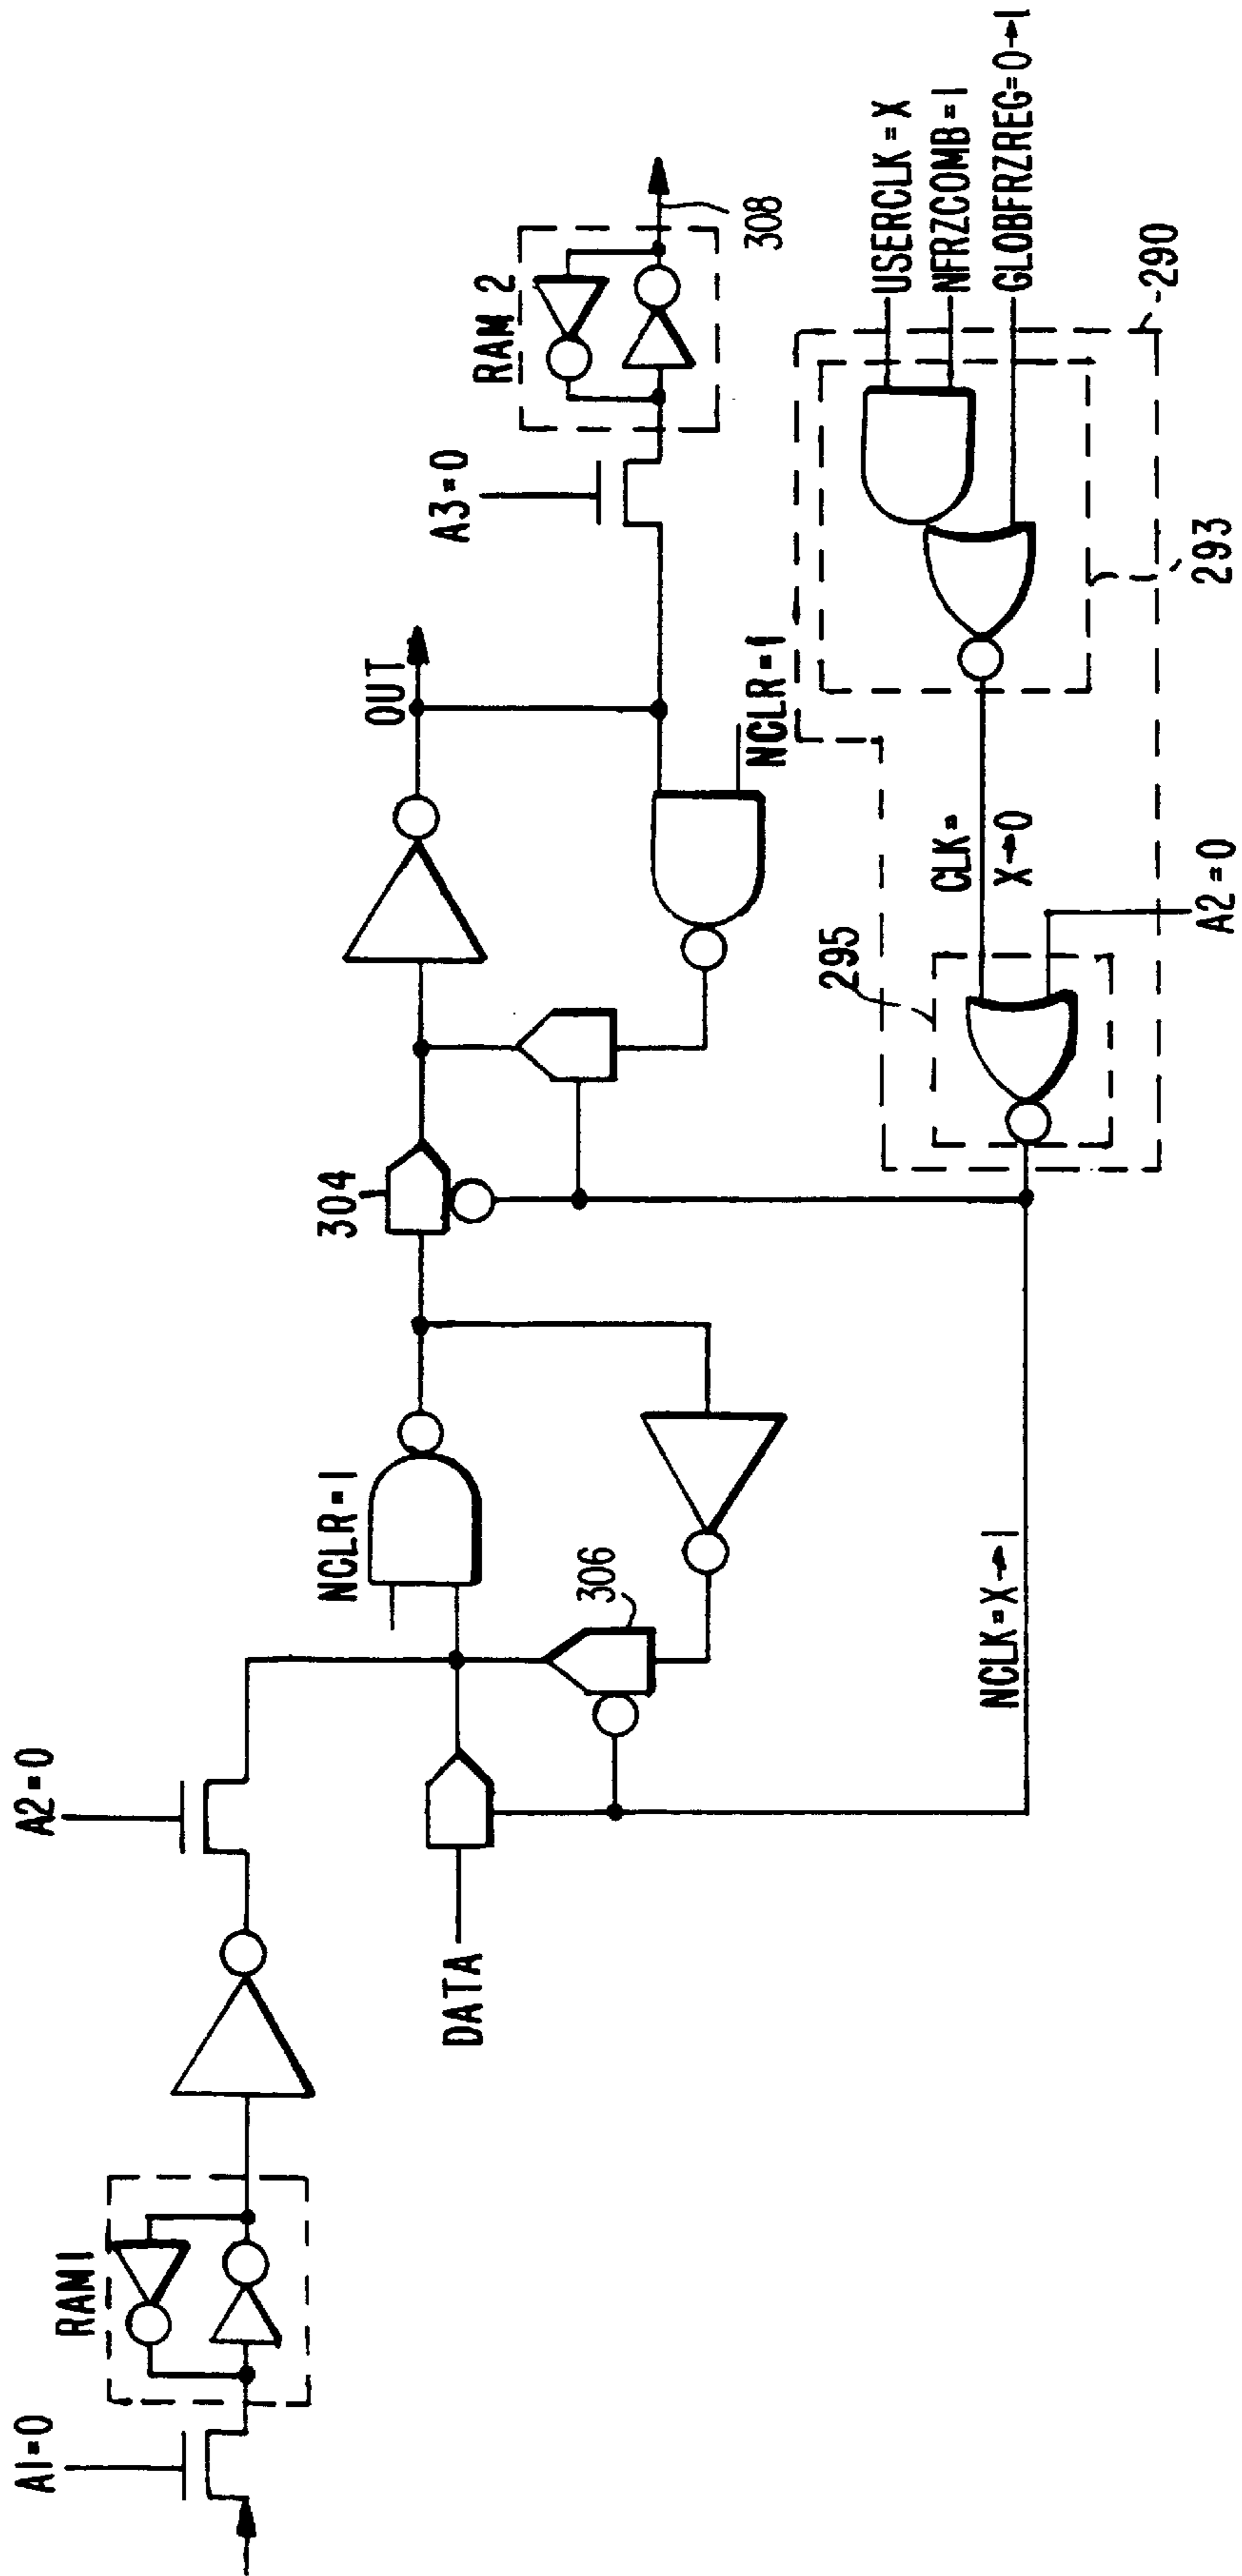 A1=0
RAM1
A2=0
DATA
NCLR=1
306
304
OUT
A3=0
RAM 2
308
NCLR=1
NCLK=X→1
295
CLK=
X→0
A2=0
USERCLK=X
NFRZCOMB=1
GLOBFRZREG=0→1
290
293